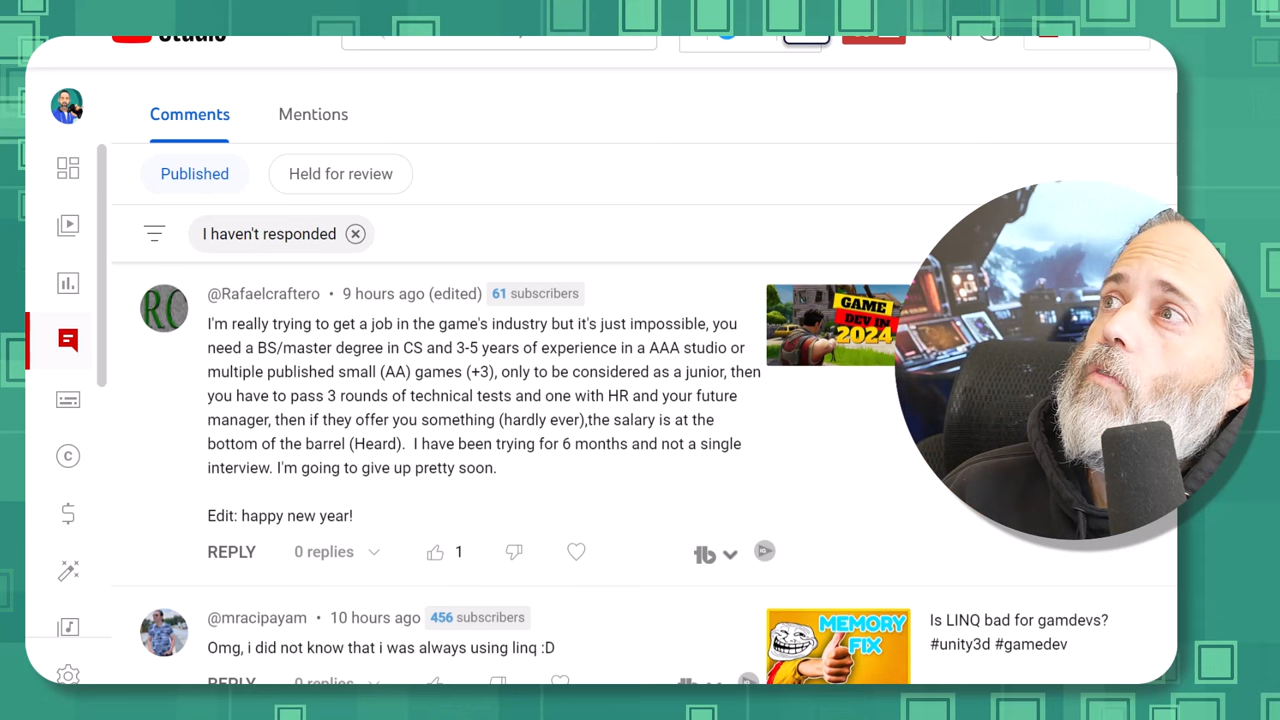 Studio
Comments Mentions
Published Held for review
I haven't responded
@Rafaelcraftero • 9 hours ago (edited) 61 subscribers
I'm really trying to get a job in the game's industry but it's just impossible, you
need a BS/master degree in CS and 3-5 years of experience in a AAA studio or
multiple published small (AA) games (+3), only to be considered as a junior, then
you have to pass 3 rounds of technical tests and one with HR and your future
manager, then if they offer you something (hardly ever),the salary is at the
bottom of the barrel (Heard).  I have been trying for 6 months and not a single
interview. I'm going to give up pretty soon.
Edit: happy new year!
REPLY 0 replies 1
GAME
DEV IN
2024
@mracipayam • 10 hours ago 456 subscribers
Omg, i did not know that i was always using linq :D
REPLY 0 replies
MEMORY
FIX
Is LINQ bad for gamdevs?
#unity3d #gamedev